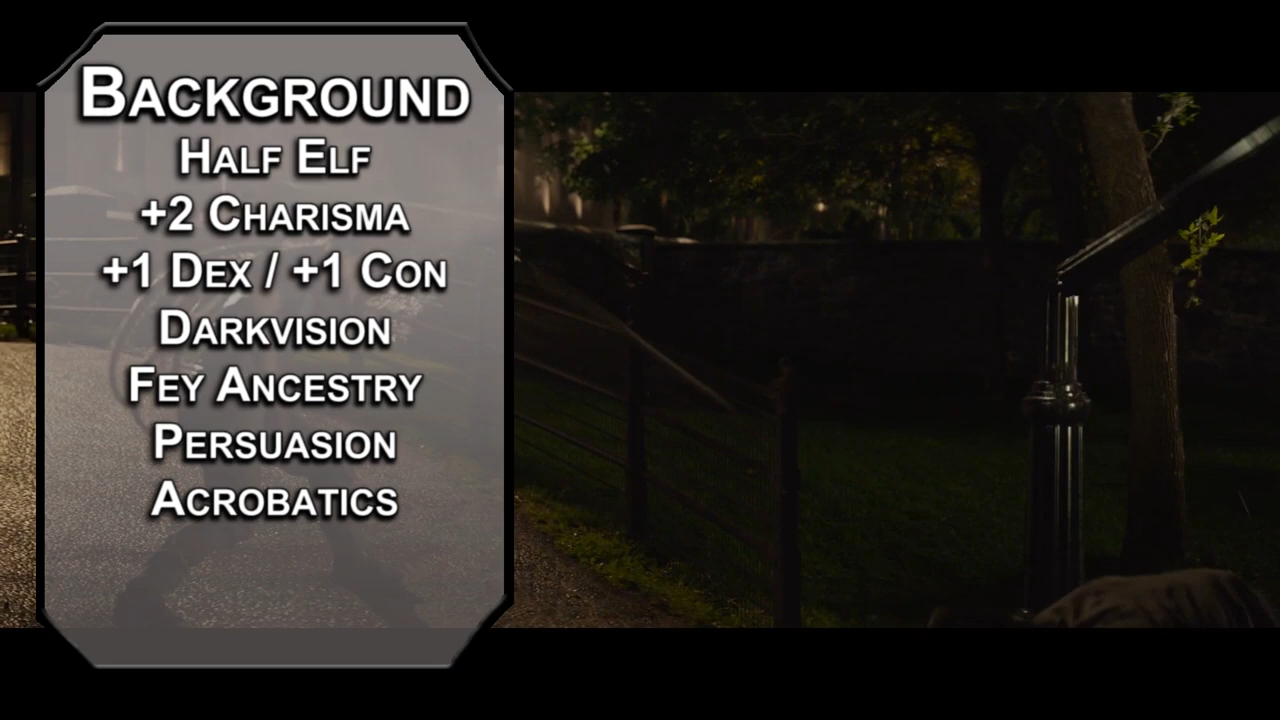 Background
Half Elf
+2 Charisma
+1 Dex / +1 Con
Darkvision
Fey Ancestry
Persuasion
Acrobatics